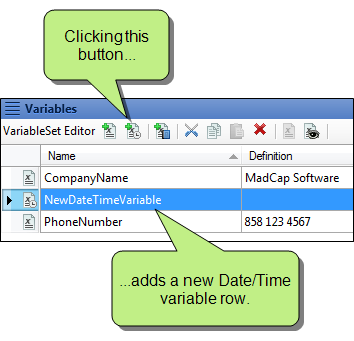 Clicking this
button...
Variables
VariableSet Editor
Name Definition
CompanyName MadCap Software
NewDateTimeVariable
PhoneNumber 858 123 4567
...adds a new Date/Time
variable row.